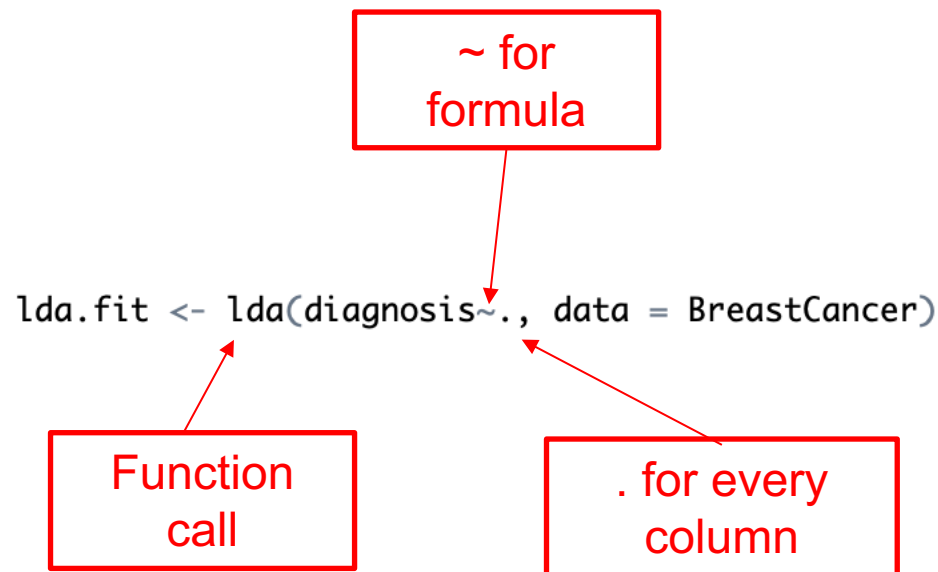 ~ for
formula
lda.fit <- lda(diagnosis~., data = BreastCancer)
Function
call
. for every
column